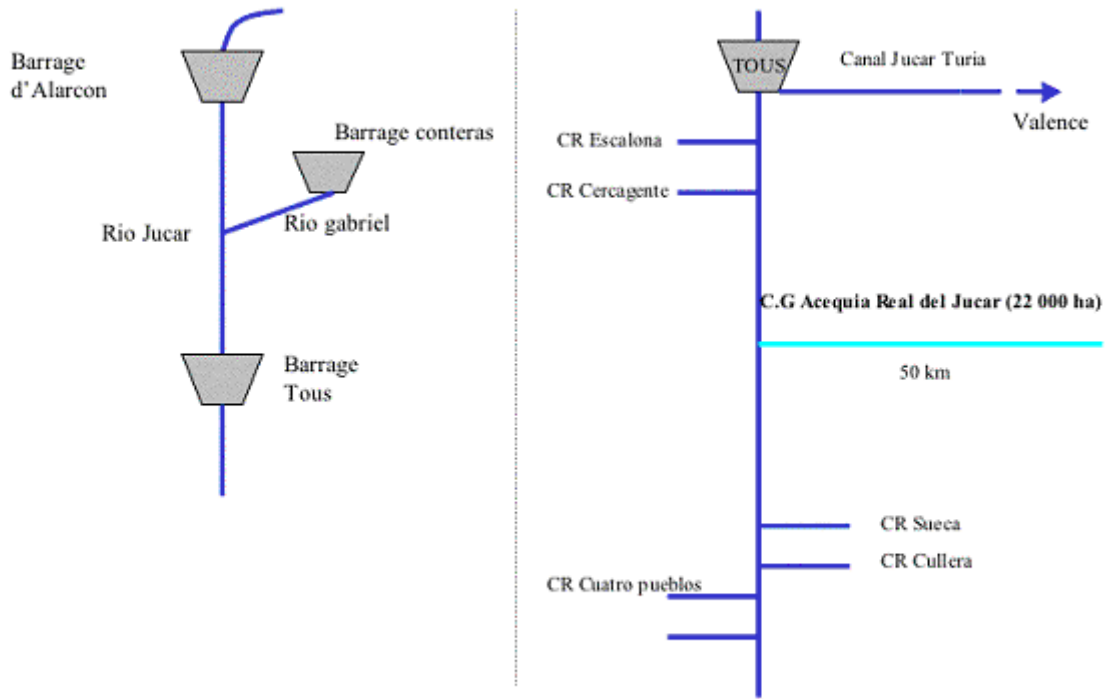 Barrage
d'Alarcon
Barrage conteras
Rio gabriel
Rio Jucar
Barrage
Tous
TOUS
Canal Jucar Turia
Valence
CR Escalona
CR Cercagente
C.G Acequia Real del Jucar (22 000 ha)
50 km
CR Sueca
CR Cullera
CR Cuatro pueblos